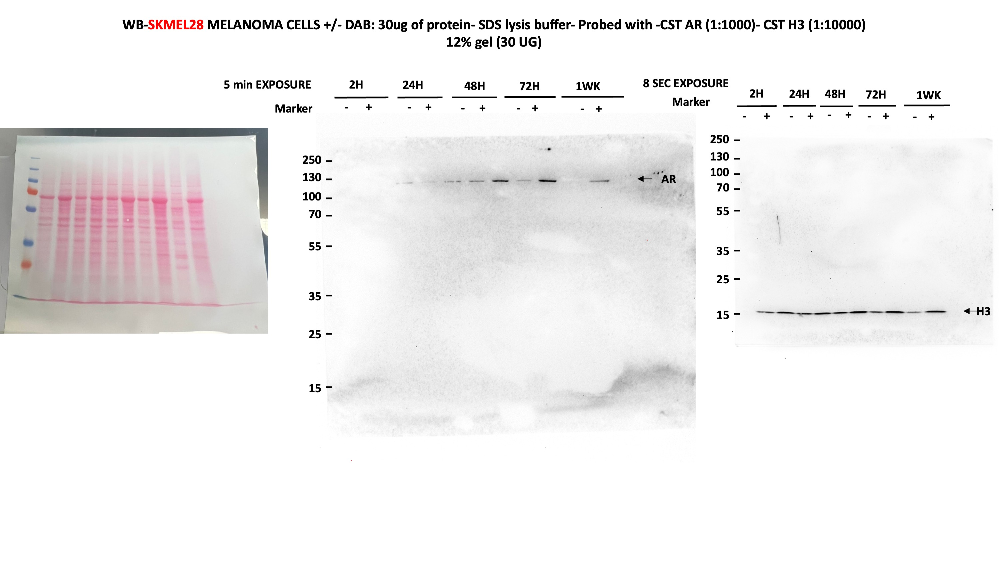 WB-SKMEL28 MELANOMA CELLS +/- DAB: 30ug of protein- SDS lysis buffer- Probed with -CST AR (1:1000)- CST H3 (1:10000)
12% gel (30 UG)
5 min EXPOSURE
2H 24H 48H 72H 1WK
Marker - + - + - + - + - +
250
130
100
70
55
35
25
15
AR
8 SEC EXPOSURE
2H 24H 48H 72H 1WK
Marker
- + - + - + - + - +
250
130
100
70
55
35
25
15
H3